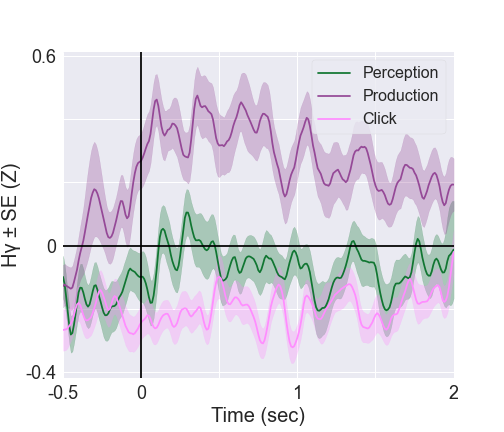 0.6
Perception
Production
Click
Hγ ± SE (Z)
0
-0.4
-0.5
0
1
2
Time (sec)